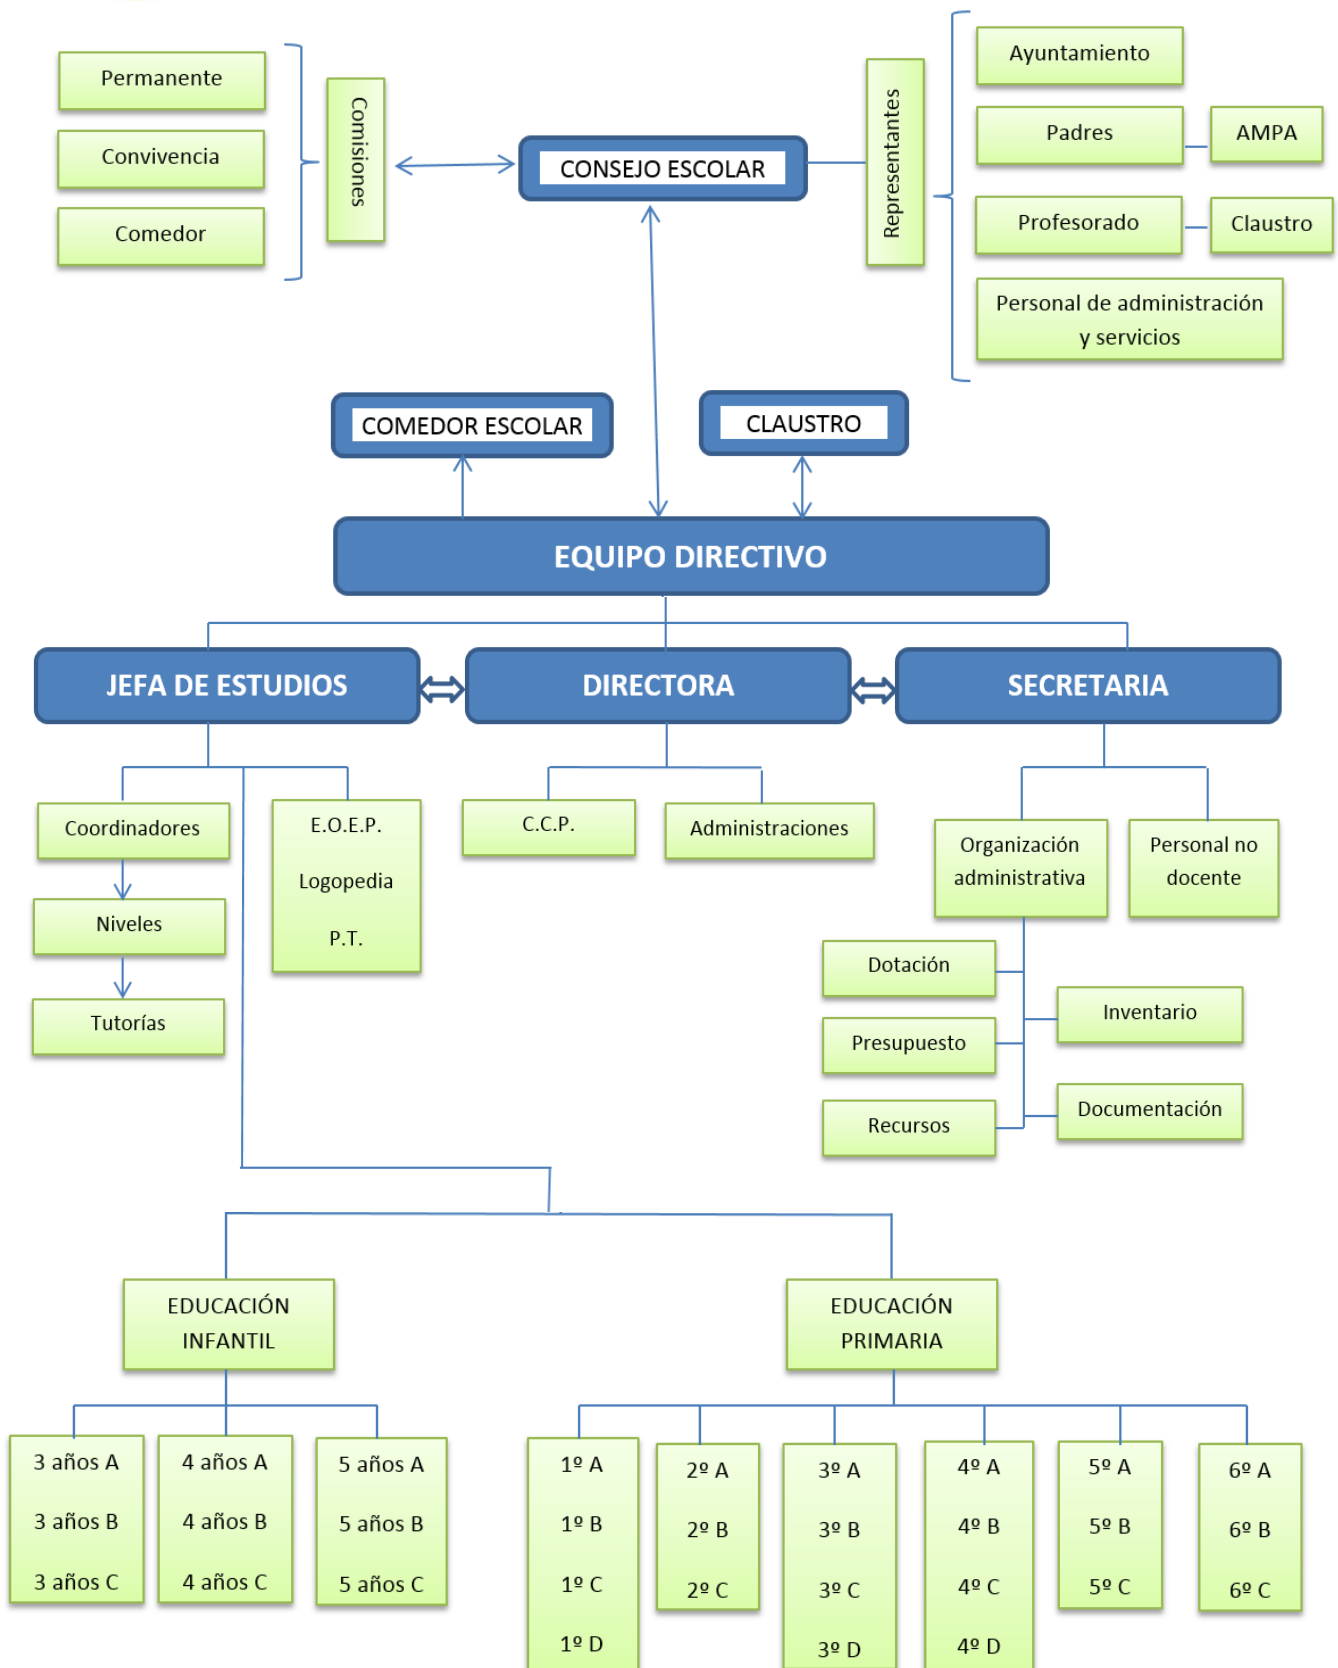 Permanente
Convivencia
Comedor
Comisiones
CONSEJO ESCOLAR
Representantes
Ayuntamiento
Padres
AMPA
Profesorado
Claustro
Personal de administración
y servicios
COMEDOR ESCOLAR
CLAUSTRO
EQUIPO DIRECTIVO
JEFA DE ESTUDIOS
DIRECTORA
SECRETARIA
Coordinadores
Niveles
Tutorías
E.O.E.P.
Logopedia
P.T.
C.C.P.
Administraciones
Organización
administrativa
Personal no
docente
Dotación
Presupuesto
Recursos
Inventario
Documentación
EDUCACIÓN
INFANTIL
EDUCACIÓN
PRIMARIA
3 años A
3 años B
3 años C
4 años A
4 años B
4 años C
5 años A
5 años B
5 años C
1º A
1º B
1º C
1º D
2º A
2º B
2º C
3º A
3º B
3º C
3º D
4º A
4º B
4º C
4º D
5º A
5º B
5º C
6º A
6º B
6º C